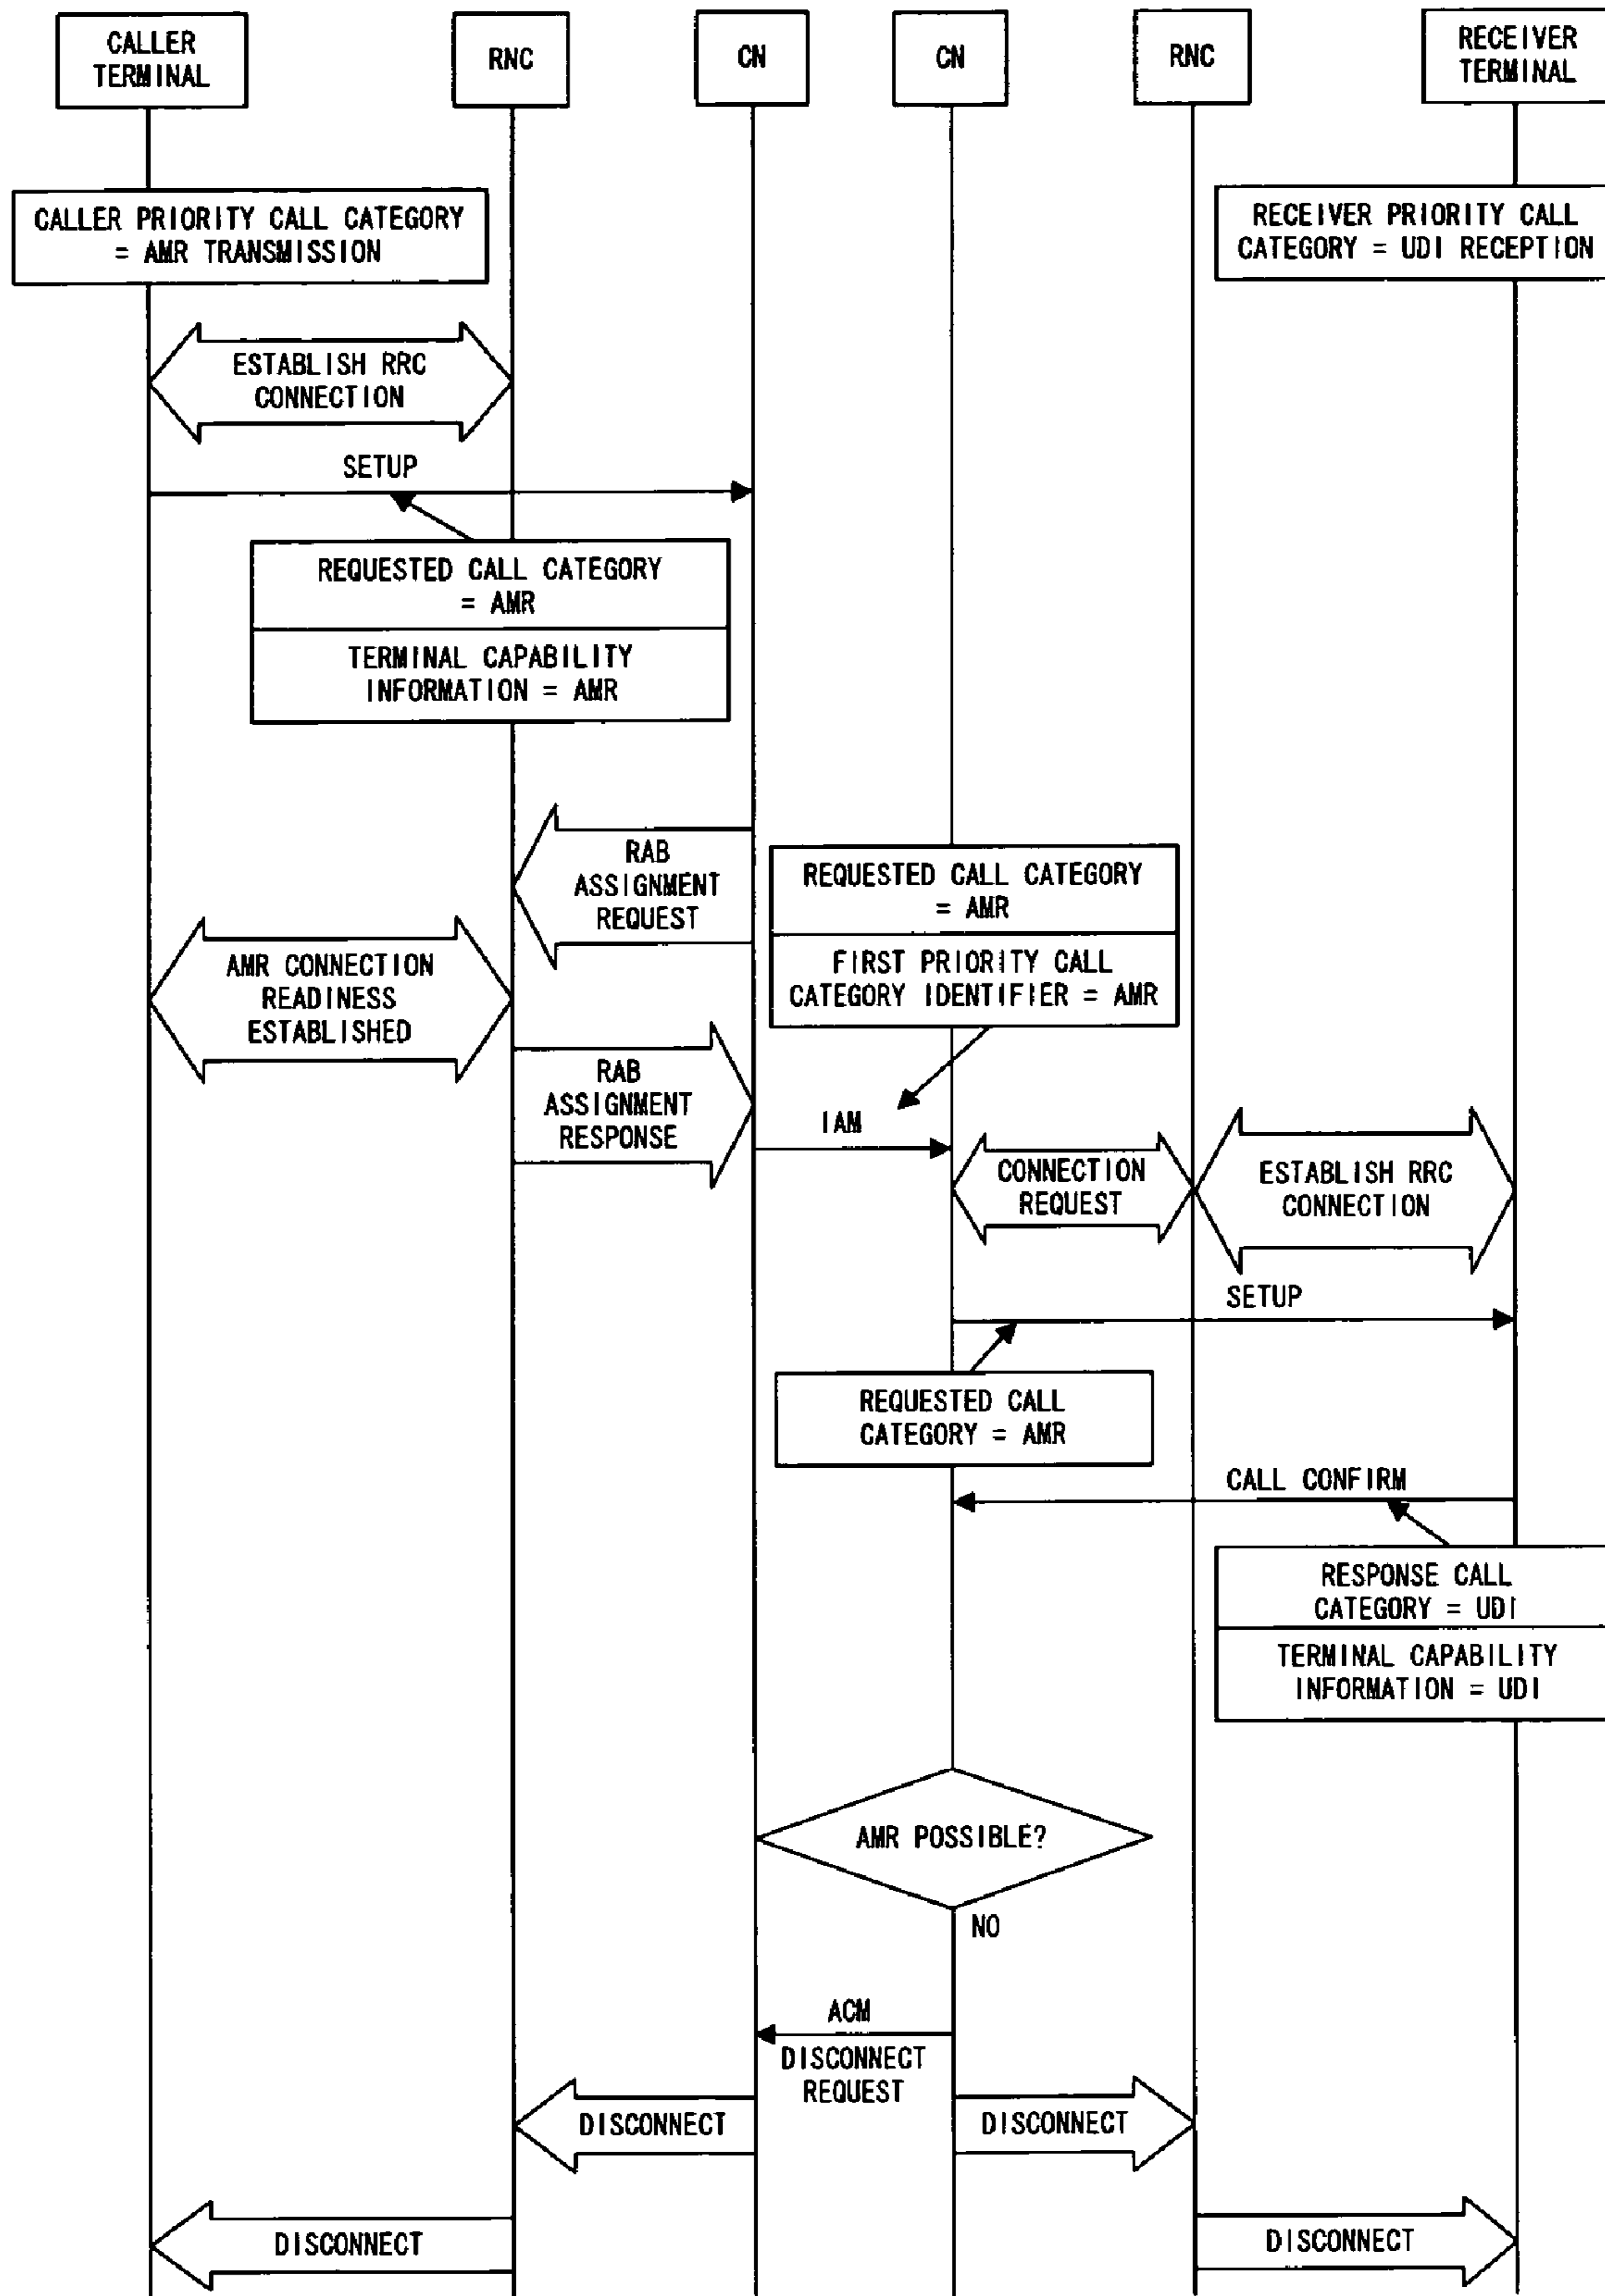 CALLER
TERMINAL
RNC
CN
CN
RNC
RECEIVER
TERMINAL
CALLER PRIORITY CALL CATEGORY
= AMR TRANSMISSION
RECEIVER PRIORITY CALL
CATEGORY = UDI RECEPTION
ESTABLISH RRC
CONNECTION
SETUP
REQUESTED CALL CATEGORY
= AMR
TERMINAL CAPABILITY
INFORMATION = AMR
RAB
ASSIGNMENT
REQUEST
REQUESTED CALL CATEGORY
= AMR
FIRST PRIORITY CALL
CATEGORY IDENTIFIER = AMR
AMR CONNECTION
READINESS
ESTABLISHED
RAB
ASSIGNMENT
RESPONSE
IAM
CONNECTION
REQUEST
ESTABLISH RRC
CONNECTION
SETUP
REQUESTED CALL
CATEGORY = AMR
CALL CONFIRM
RESPONSE CALL
CATEGORY = UDI
TERMINAL CAPABILITY
INFORMATION = UDI
AMR POSSIBLE?
NO
ACM
DISCONNECT
REQUEST
DISCONNECT
DISCONNECT
DISCONNECT
DISCONNECT